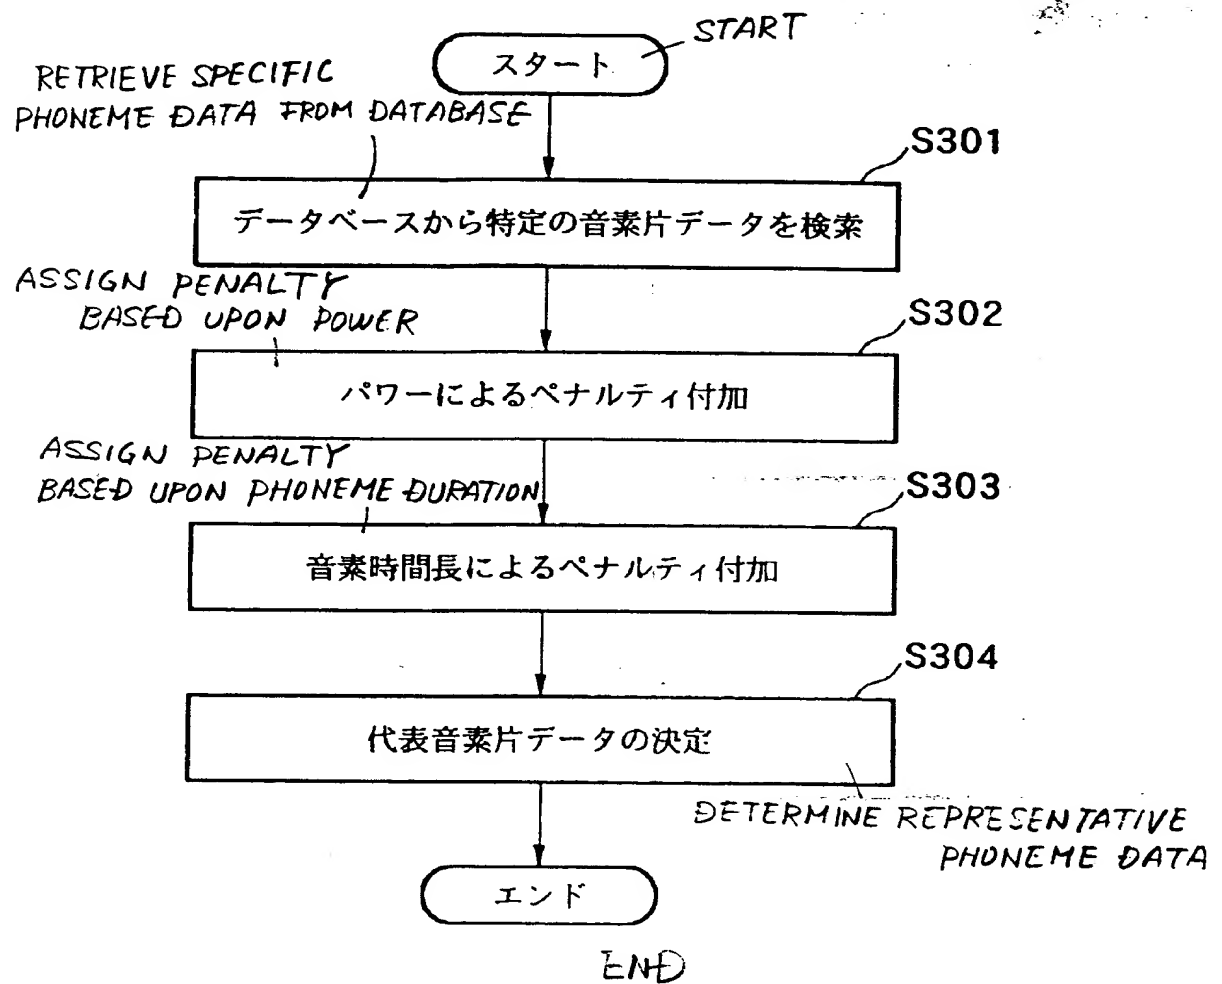 START
スタート
RETRIEVE SPECIFIC
PHONEME DATA FROM DATABASE
S301
データベースから特定の音素片データを検索
ASSIGN PENALTY
BASED UPON POWER
S302
パワーによるペナルティ付加
ASSIGN PENALTY
BASED UPON PHONEME DURATION
S303
音素時間長によるペナルティ付加
S304
代表音素片データの決定
DETERMINE REPRESENTATIVE
PHONEME DATA
エンド
END